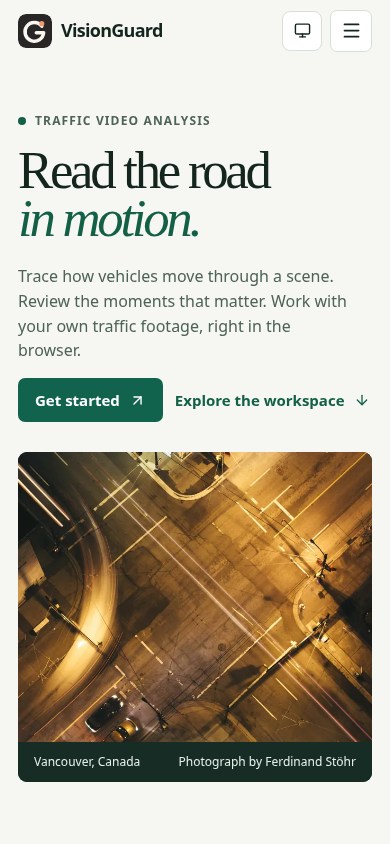 VisionGuard
TRAFFIC VIDEO ANALYSIS
Read the road
in motion.
Trace how vehicles move through a scene.
Review the moments that matter. Work with
your own traffic footage, right in the
browser.
Get started
Explore the workspace
Vancouver, Canada
Photograph by Ferdinand Stöhr